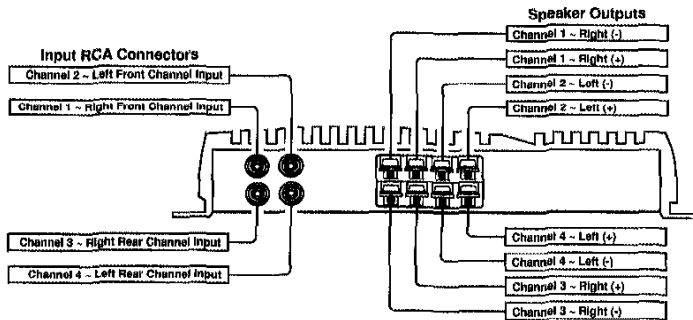 Speaker Outputs
Channel 1 ~ Right (-)
Channel 1 ~ Right (+)
Channel 2 ~ Left (-)
Channel 2 ~ Left (+)
Input RCA Connectors
Channel 2 ~ Left Front Channel Input
Channel 1 ~ Right Front Channel Input
Channel 3 ~ Right Rear Channel Input
Channel 4 ~ Left Rear Channel Input
Channel 4 ~ Left (+)
Channel 4 ~ Left (-)
Channel 3 ~ Right (+)
Channel 3 ~ Right (-)